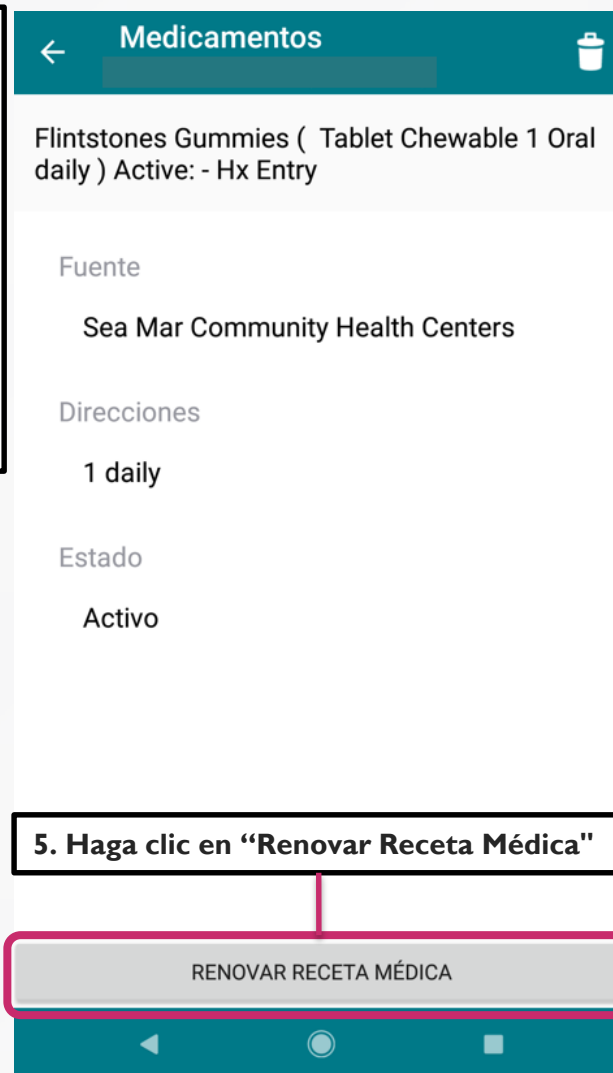 Medicamentos
Flintstones Gummies ( Tablet Chewable 1 Oral
daily ) Active: - Hx Entry
Fuente
Sea Mar Community Health Centers
Direcciones
1 daily
Estado
Activo
5. Haga clic en “Renovar Receta Médica"
RENOVAR RECETA MÉDICA